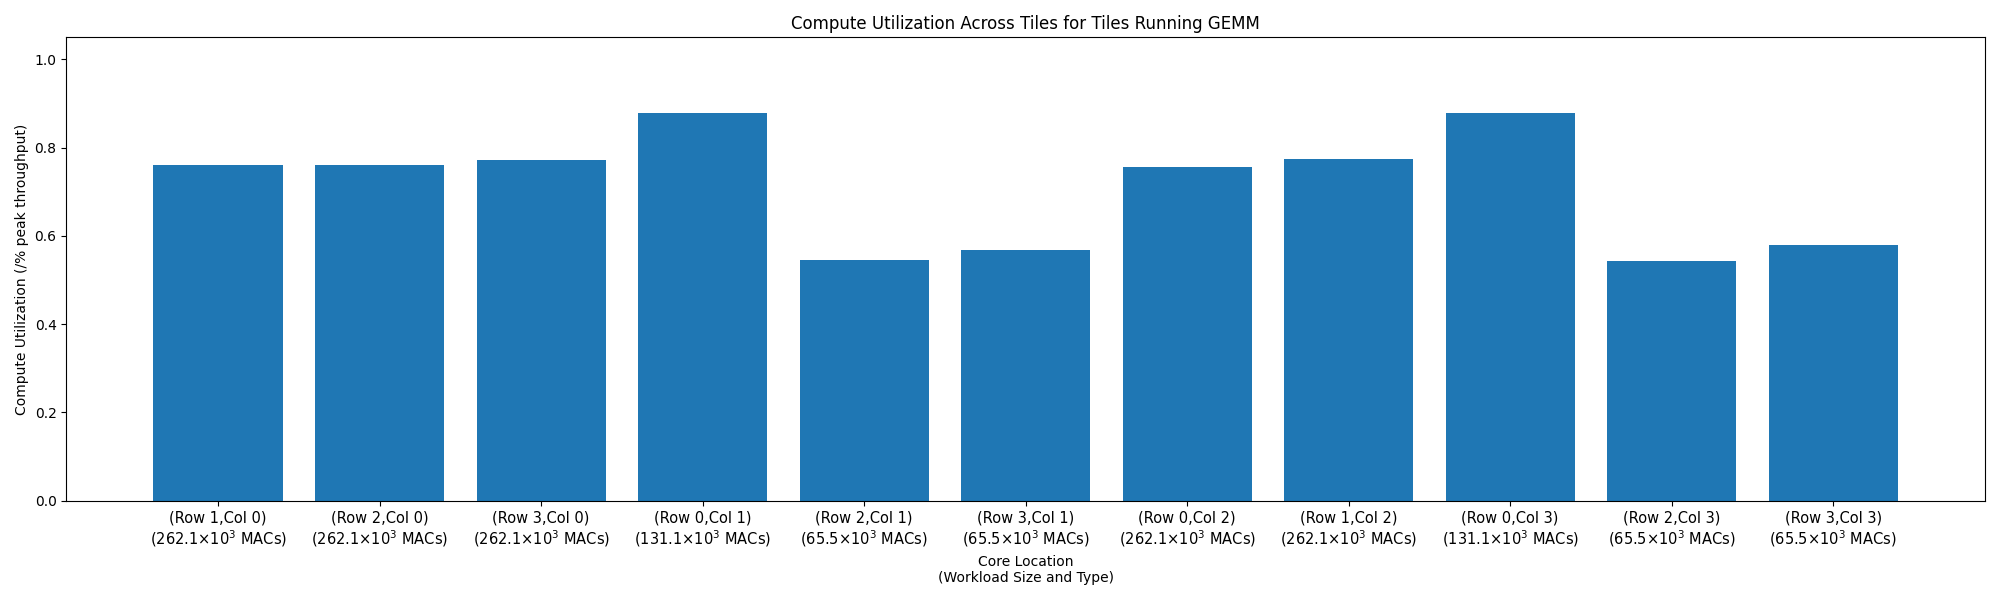 Compute Utilization Across Tiles for Tiles Running GEMM
Compute Utilization (/% peak throughput)
1.0
0.8
0.6
0.4
0.2
0.0
(Row 1,Col 0) (Row 2,Col 0) (Row 3,Col 0) (Row 0,Col 1) (Row 2,Col 1) (Row 3,Col 1) (Row 0,Col 2) (Row 1,Col 2) (Row 0,Col 3) (Row 2,Col 3) (Row 3,Col 3)
(262.1×10³ MACs) (262.1×10³ MACs) (262.1×10³ MACs) (131.1×10³ MACs) (65.5×10³ MACs) (65.5×10³ MACs) (262.1×10³ MACs) (262.1×10³ MACs) (131.1×10³ MACs) (65.5×10³ MACs) (65.5×10³ MACs)
Core Location
(Workload Size and Type)